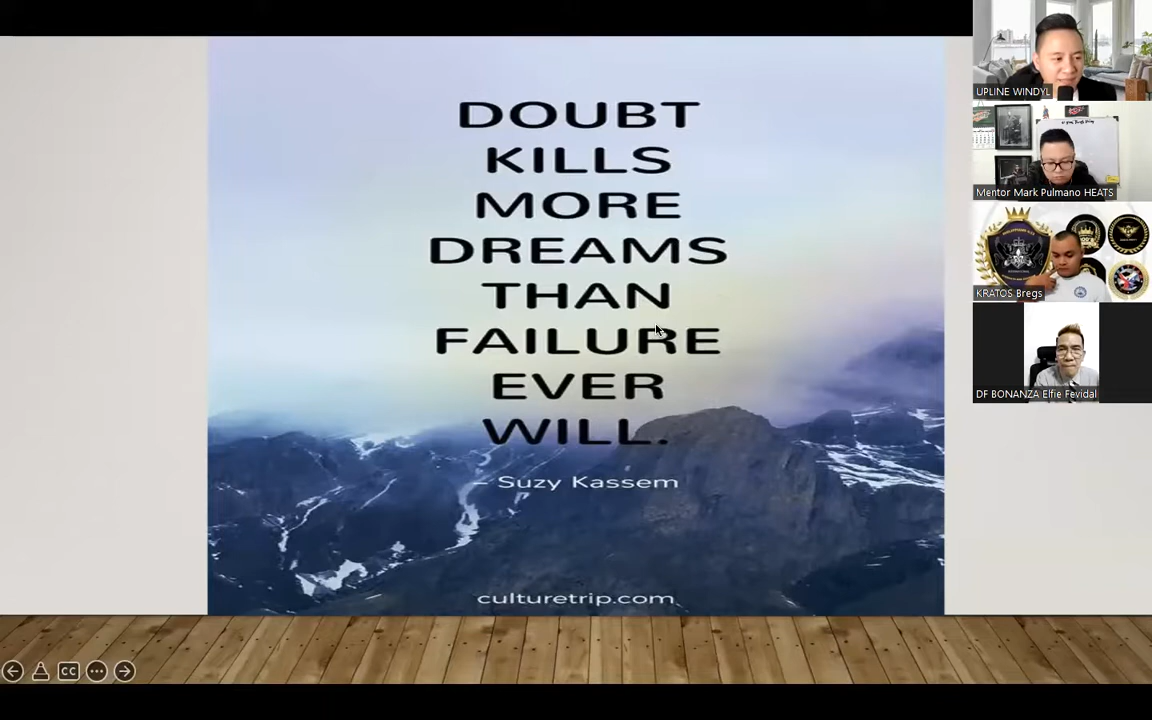 DOUBT
KILLS
MORE
DREAMS
THAN
FAILURE
EVER
WILL.
– Suzy Kassem
culturetrip.com
UPLINE WINDYL
Mentor Mark Pulmano HEATS
KRATOS Bregs
DF BONANZA Elfie Fevidal
CC